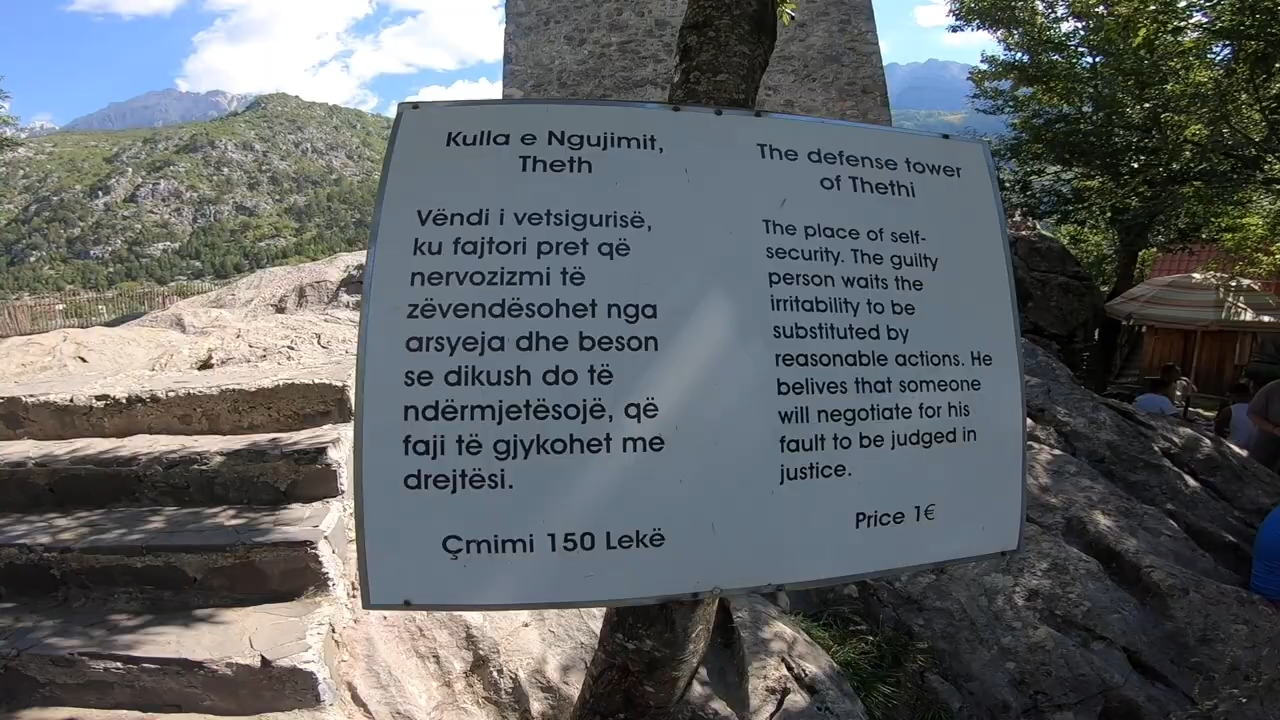 Kulla e Ngujimit,
Theth
Vëndi i vetsigurisë,
ku fajtori pret që
nervozizmi të
zëvendësohet nga
arsyeja dhe beson
se dikush do të
ndërmjetësojë, që
faji të gjykohet me
drejtësi.
Çmimi 150 Lekë
The defense tower
of Thethi
The place of self-
security. The guilty
person waits the
irritability to be
substituted by
reasonable actions. He
belives that someone
will negotiate for his
fault to be judged in
justice.
Price 1€